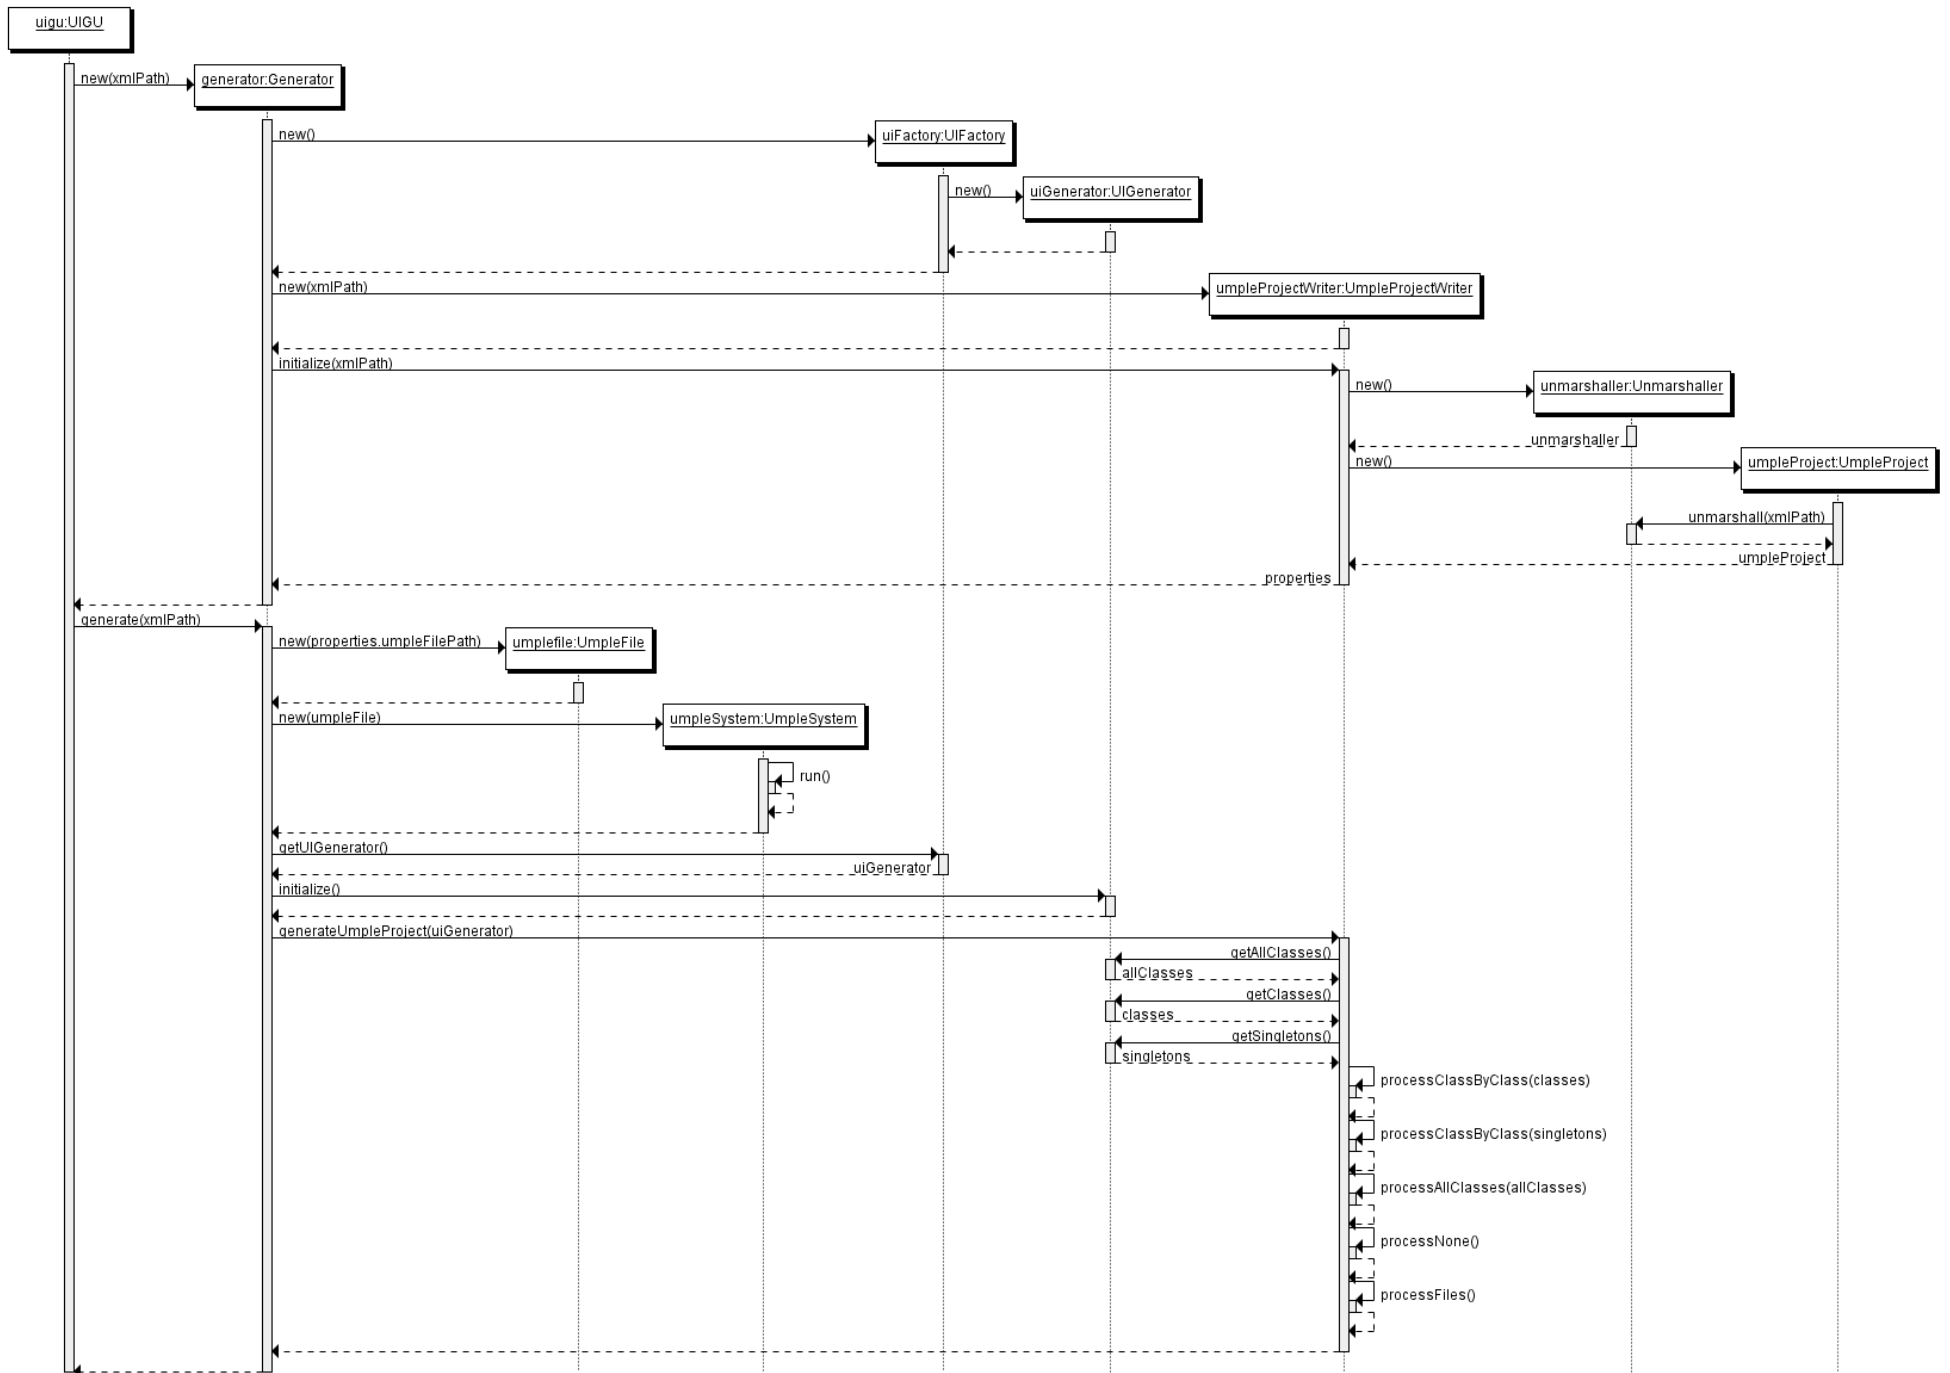 uigu:UIGU
new(xmlPath)
generator:Generator
new()
uiFactory:UIFactory
new()
uiGenerator:UIGenerator
new(xmlPath)
umpleProjectWriter:UmpleProjectWriter
initialize(xmlPath)
new()
unmarshaller:Unmarshaller
unmarshaller
new()
umpleProject:UmpleProject
unmarshall(xmlPath)
umpleProject
properties
generate(xmlPath)
new(properties.umpleFilePath)
umplefile:UmpleFile
new(umpleFile)
umpleSystem:UmpleSystem
run()
getUIGenerator()
uiGenerator
initialize()
generateUmpleProject(uiGenerator)
getAllClasses()
allClasses
getClasses()
classes
getSingletons()
singletons
processClassByClass(classes)
processClassByClass(singletons)
processAllClasses(allClasses)
processNone()
processFiles()